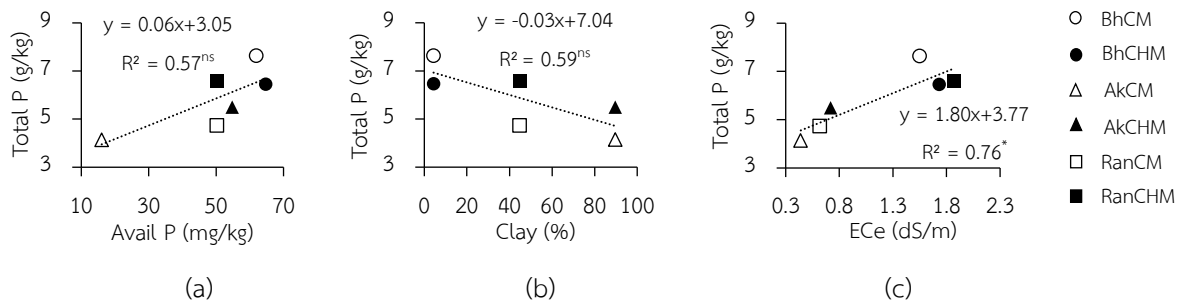 y = 0.06x+3.05
R² = 0.57ns
Total P (g/kg)
9
7
5
3
10 30 50 70
Avail P (mg/kg)
(a)
y = -0.03x+7.04
R² = 0.59ns
Total P (g/kg)
9
7
5
3
0 20 40 60 80 100
Clay (%)
(b)
y = 1.80x+3.77
R² = 0.76*
Total P (g/kg)
9
7
5
3
0.3 0.8 1.3 1.8 2.3
ECe (dS/m)
(c)
BhCM
BhCHM
AkCM
AkCHM
RanCM
RanCHM